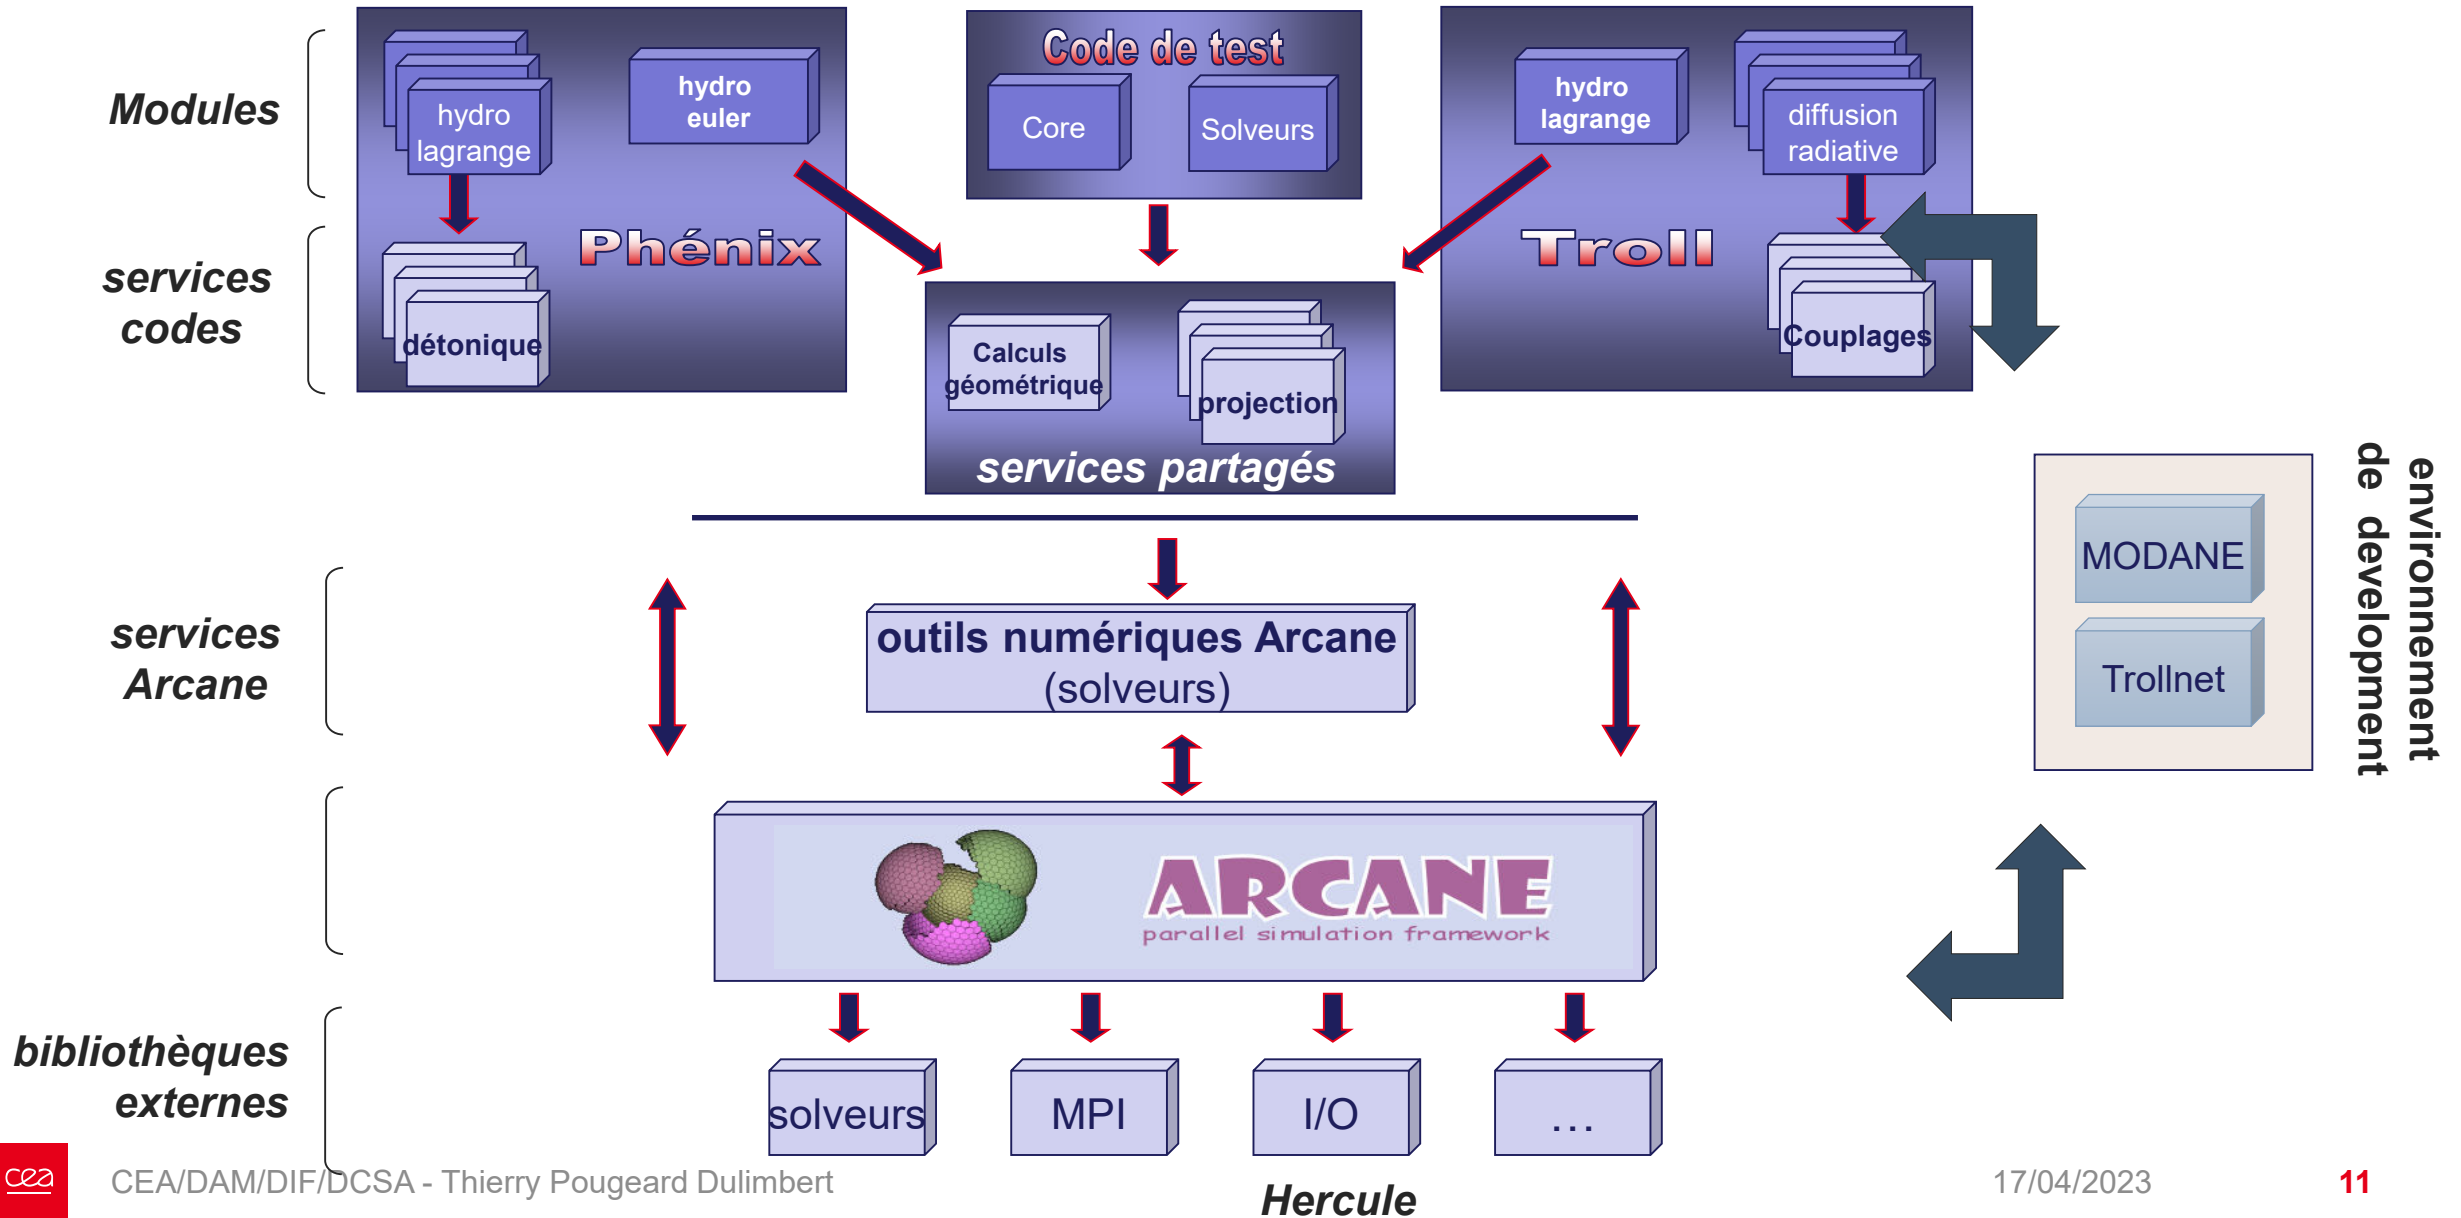 Modules
hydro
lagrange
hydro
euler
Code de test
Core
Solveurs
hydro
lagrange
diffusion
radiative
services
codes
détonique
Phénix
Troll
Couplages
Calculs
géométrique
projection
services partagés
services
Arcane
outils numériques Arcane
(solveurs)
MODANE
Trollnet
environnement
de development
ARCANE
parallel simulation framework
bibliothèques
externes
solveurs
MPI
I/O
...
Hercule
cea
CEA/DAM/DIF/DCSA - Thierry Pougeard Dulimbert
17/04/2023
11